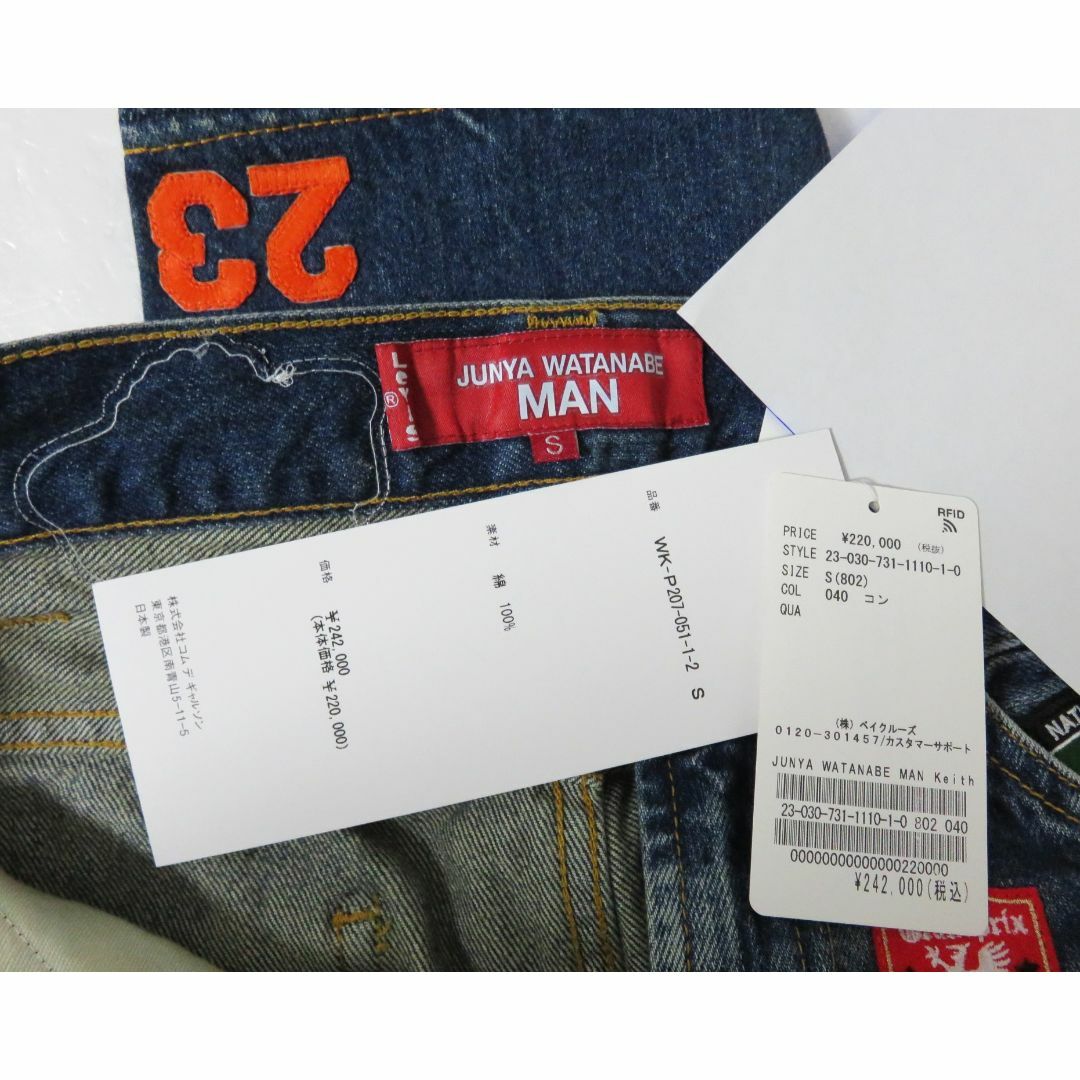 23
Levi's
®
JUNYA WATANABE
MAN
S
品番 WK-P207-051-1-2 S
素材 綿 100%
価格 ¥242,000
(本体価格 ¥220,000)
株式会社コム デ ギャルソン
東京都港区南青山5-11-5
日本製
RFID
PRICE ¥220,000 (税抜)
STYLE 23-030-731-1110-1-0
SIZE S(802)
COL 040 コン
QUA
(株) ベイクルーズ
0120-301457/カスタマーサポート
JUNYA WATANABE MAN Keith
23-030-731-1110-1-0 802 040
00000000000000220000
¥242,000(税込)
NAT
Grand Prix